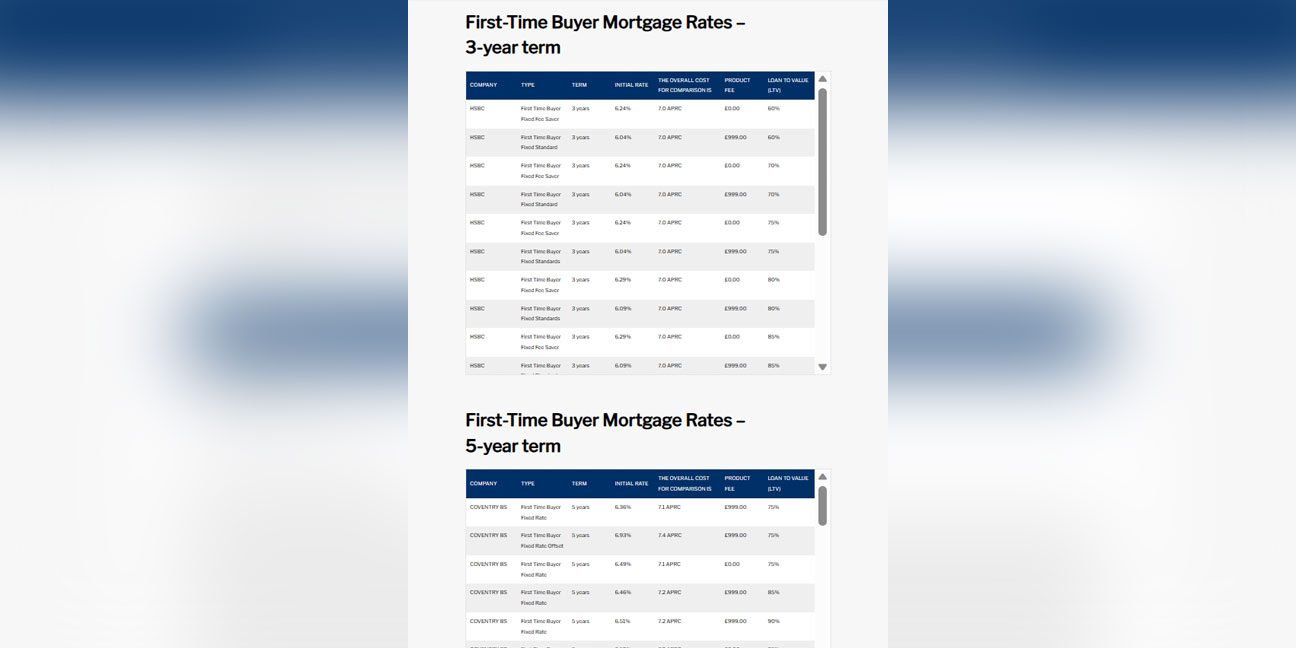 First-Time Buyer Mortgage Rates –
3-year term
COMPANY TYPE TERM INITIAL RATE THE OVERALL COST FOR COMPARISON IS PRODUCT FEE LOAN TO VALUE (LTV)
HSBC First Time Buyer Fixed Fee Saver 3 years 6.24% 7.0 APRC £0.00 60%
HSBC First Time Buyer Fixed Standard 3 years 6.04% 7.0 APRC £999.00 60%
HSBC First Time Buyer Fixed Fee Saver 3 years 6.24% 7.0 APRC £0.00 70%
HSBC First Time Buyer Fixed Standard 3 years 6.04% 7.0 APRC £999.00 70%
HSBC First Time Buyer Fixed Fee Saver 3 years 6.24% 7.0 APRC £0.00 75%
HSBC First Time Buyer Fixed Standards 3 years 6.04% 7.0 APRC £999.00 75%
HSBC First Time Buyer Fixed Fee Saver 3 years 6.29% 7.0 APRC £0.00 80%
HSBC First Time Buyer Fixed Standards 3 years 6.09% 7.0 APRC £999.00 80%
HSBC First Time Buyer Fixed Fee Saver 3 years 6.29% 7.0 APRC £0.00 85%
HSBC First Time Buyer 3 years 6.09% 7.0 APRC £999.00 85%
First-Time Buyer Mortgage Rates –
5-year term
COMPANY TYPE TERM INITIAL RATE THE OVERALL COST FOR COMPARISON IS PRODUCT FEE LOAN TO VALUE (LTV)
COVENTRY BS First Time Buyer Fixed Rate 5 years 6.36% 7.1 APRC £999.00 75%
COVENTRY BS First Time Buyer Fixed Rate Offset 5 years 6.93% 7.4 APRC £999.00 75%
COVENTRY BS First Time Buyer Fixed Rate 5 years 6.49% 7.1 APRC £0.00 75%
COVENTRY BS First Time Buyer Fixed Rate 5 years 6.46% 7.2 APRC £999.00 85%
COVENTRY BS First Time Buyer Fixed Rate 5 years 6.51% 7.2 APRC £999.00 90%